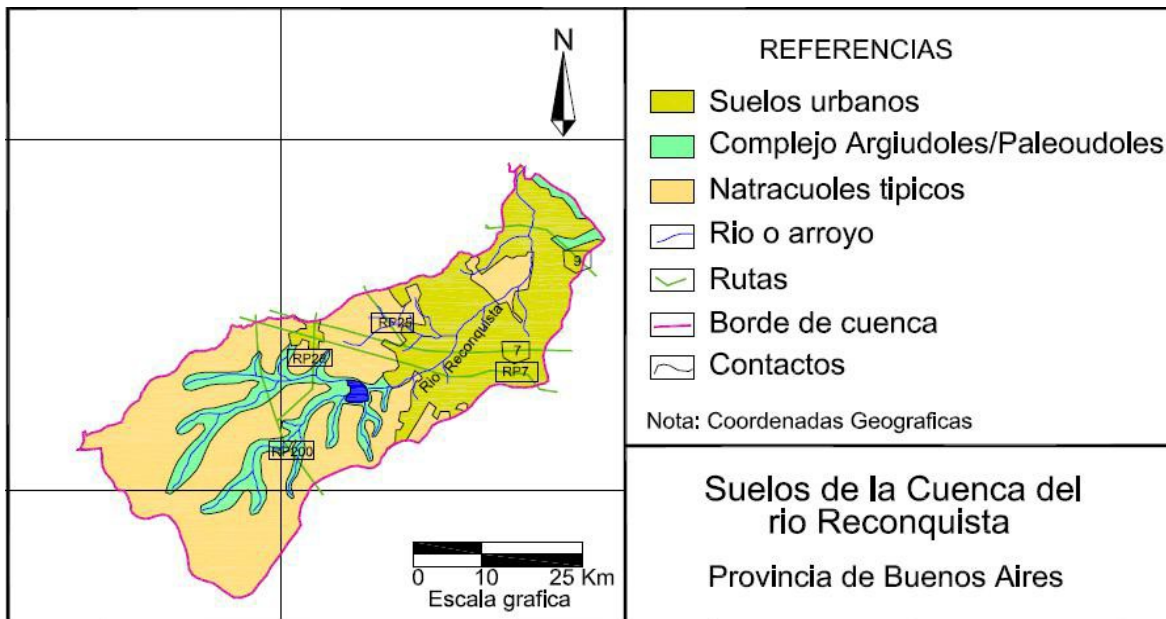 N
9
RP25
Rio Reconquista
7
RP7
RP200
0 10 25 Km
Escala grafica
REFERENCIAS
Suelos urbanos
Complejo Argiudoles/Paleoudoles
Natracuoles tipicos
Rio o arroyo
Rutas
Borde de cuenca
Contactos
Nota: Coordenadas Geograficas
Suelos de la Cuenca del
rio Reconquista
Provincia de Buenos Aires